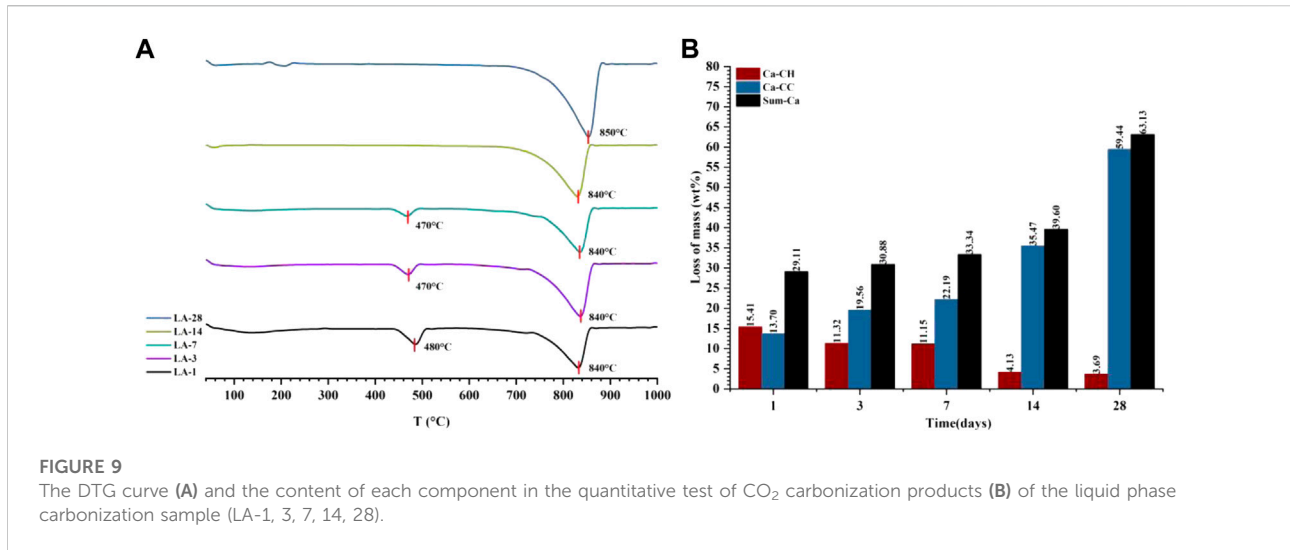 A
850°C
840°C
470°C
840°C
470°C
840°C
480°C
840°C
LA-28
LA-14
LA-7
LA-3
LA-1
100 200 300 400 500 600 700 800 900 1000
T (°C)
B
Ca-CH
Ca-CC
Sum-Ca
80
75
70
65
60
55
50
45
40
35
30
25
20
15
10
5
0
Loss of mass (wt%)
15.41
13.70
29.11
11.32
19.56
30.88
11.15
22.19
33.34
4.13
35.47
39.60
3.69
59.44
63.13
1 3 7 14 28
Time(days)
FIGURE 9
The DTG curve (A) and the content of each component in the quantitative test of CO₂ carbonization products (B) of the liquid phase
carbonization sample (LA-1, 3, 7, 14, 28).